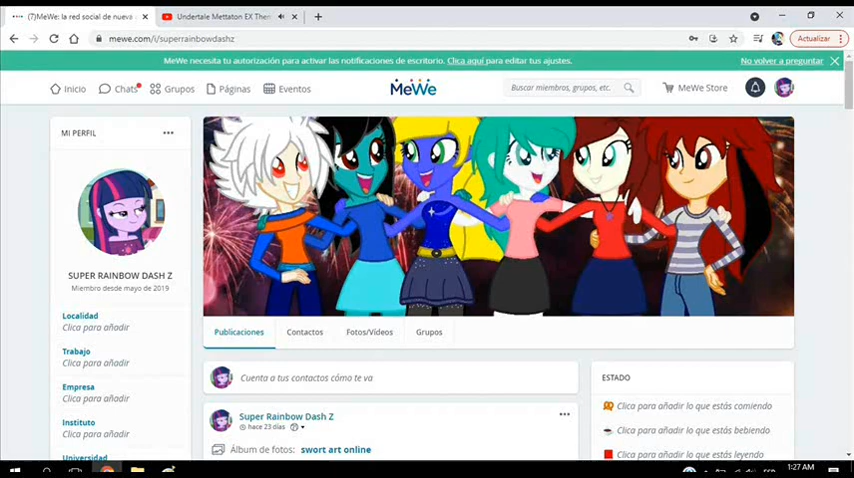 (7)MeWe: la red social de nueva
Undertale Mettaton EX Them
mewe.com/i/superrainbowdashz
Actualizar
MeWe necesita tu autorización para activar las notificaciones de escritorio. Clica aquí para editar tus ajustes.
No volver a preguntar
Inicio
Chats
Grupos
Páginas
Eventos
MeWe
Buscar miembros, grupos, etc.
MeWe Store
MI PERFIL
SUPER RAINBOW DASH Z
Miembro desde mayo de 2019
Localidad
Clica para añadir
Trabajo
Clica para añadir
Empresa
Clica para añadir
Instituto
Clica para añadir
Universidad
Publicaciones
Contactos
Fotos/Vídeos
Grupos
Cuenta a tus contactos cómo te va
Super Rainbow Dash Z
hace 23 días
Álbum de fotos: swort art online
ESTADO
Clica para añadir lo que estás comiendo
Clica para añadir lo que estás bebiendo
Clica para añadir lo que estás leyendo
ESP
1:27 AM